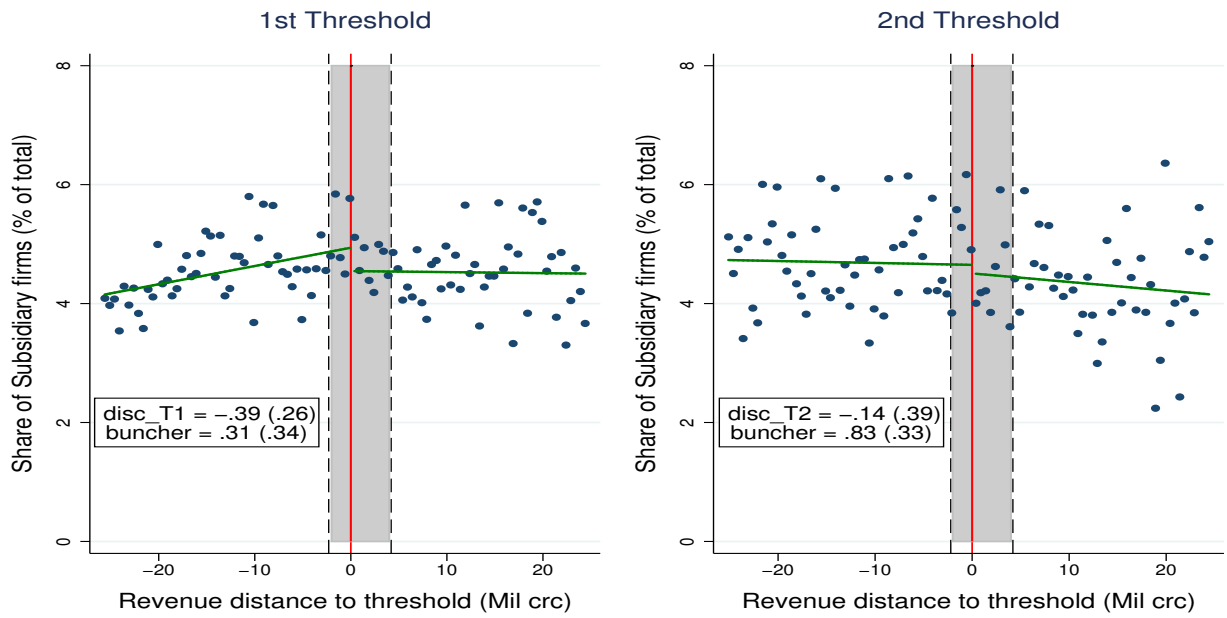 1st Threshold
Share of Subsidiary firms (% of total)
8
6
4
2
0
disc_T1 = −.39 (.26)
buncher = .31 (.34)
−20
−10
0
10
20
Revenue distance to threshold (Mil crc)
2nd Threshold
Share of Subsidiary firms (% of total)
8
6
4
2
0
disc_T2 = −.14 (.39)
buncher = .83 (.33)
−20
−10
0
10
20
Revenue distance to threshold (Mil crc)